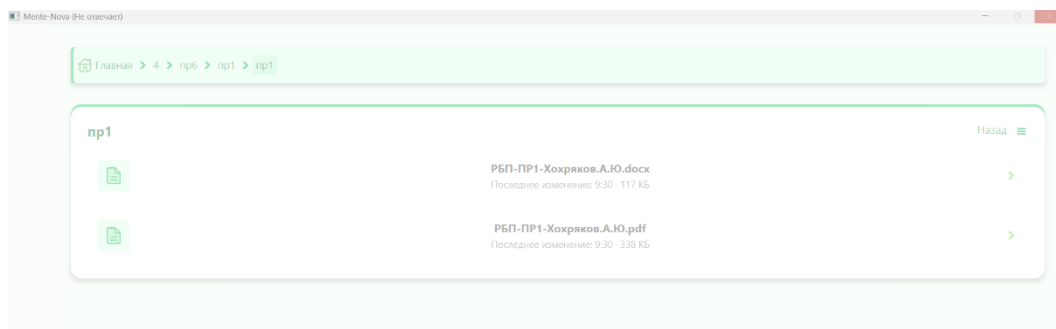 Mente-Nova (Не отвечает)
Главная > 4 > пр6 > пр1 > пр1
пр1
Назад
РБП-ПР1-Хохряков.А.Ю.docx
Последнее изменение: 9:30 · 117 КБ
РБП-ПР1-Хохряков.А.Ю.pdf
Последнее изменение: 9:30 · 338 КБ